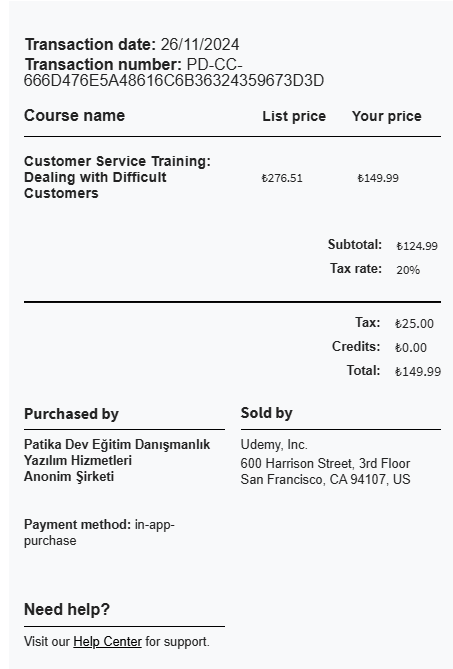 Transaction date: 26/11/2024
Transaction number: PD-CC-
666D476E5A48616C6B36324359673D3D
Course name List price Your price
Customer Service Training:
Dealing with Difficult ₺276.51 ₺149.99
Customers
Subtotal: ₺124.99
Tax rate: 20%
Tax: ₺25.00
Credits: ₺0.00
Total: ₺149.99
Purchased by
Patika Dev Eğitim Danışmanlık
Yazılım Hizmetleri
Anonim Şirketi
Payment method: in-app-
purchase
Sold by
Udemy, Inc.
600 Harrison Street, 3rd Floor
San Francisco, CA 94107, US
Need help?
Visit our Help Center for support.